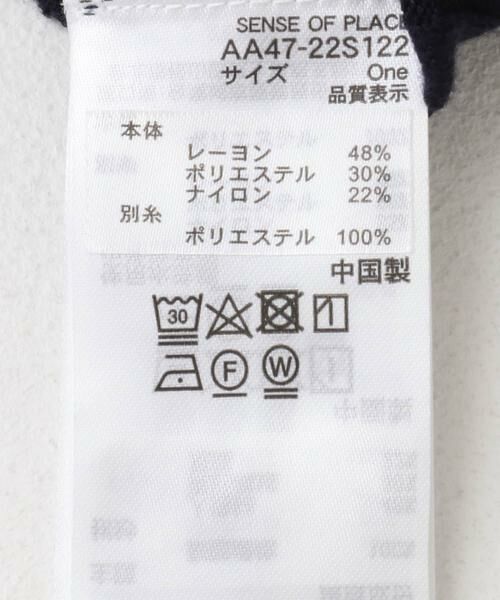 SENSE OF PLACE
AA47-22S122
サイズ One
品質表示
本体
レーヨン 48%
ポリエステル 30%
ナイロン 22%
別糸
ポリエステル 100%
中国製
30
F W